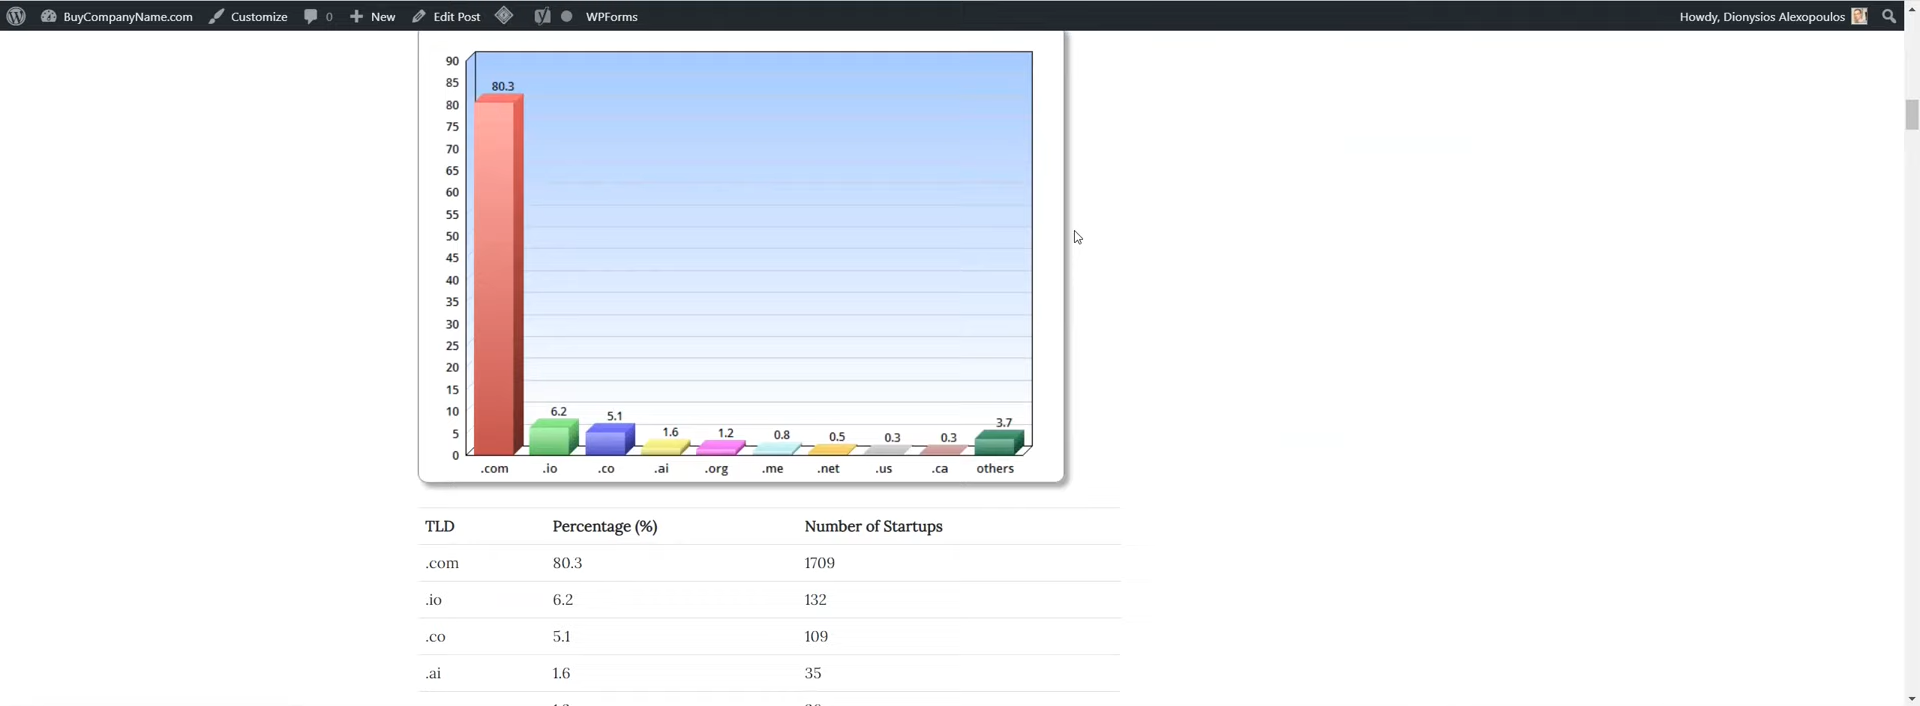 BuyCompanyName.com Customize 0 New Edit Post WPForms Howdy, Dionysios Alexopoulos
90
85
80
75
70
65
60
55
50
45
40
35
30
25
20
15
10
5
0
80.3 6.2 5.1 1.6 1.2 0.8 0.5 0.3 0.3 3.7
.com .io .co .ai .org .me .net .us .ca others
TLD Percentage (%) Number of Startups
.com 80.3 1709
.io 6.2 132
.co 5.1 109
.ai 1.6 35